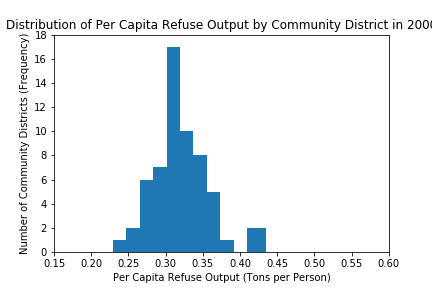 Distribution of Per Capita Refuse Output by Community District in 2000
Number of Community Districts (Frequency)
18
16
14
12
10
8
6
4
2
0
0.15 0.20 0.25 0.30 0.35 0.40 0.45 0.50 0.55 0.60
Per Capita Refuse Output (Tons per Person)